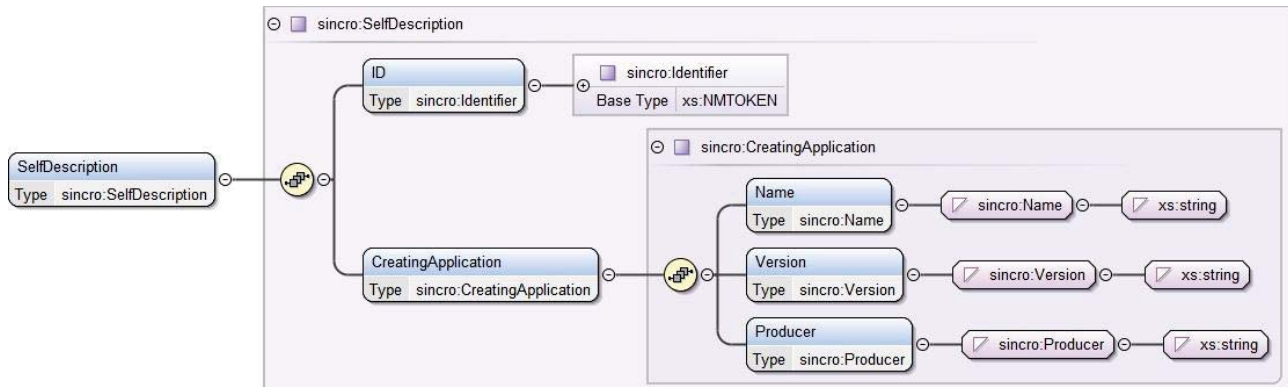 sincro:SelfDescription
ID
Type sincro:Identifier
sincro:Identifier
Base Type xs:NMTOKEN
SelfDescription
Type sincro:SelfDescription
sincro:CreatingApplication
Name
Type sincro:Name
sincro:Name
xs:string
CreatingApplication
Type sincro:CreatingApplication
Version
Type sincro:Version
sincro:Version
xs:string
Producer
Type sincro:Producer
sincro:Producer
xs:string